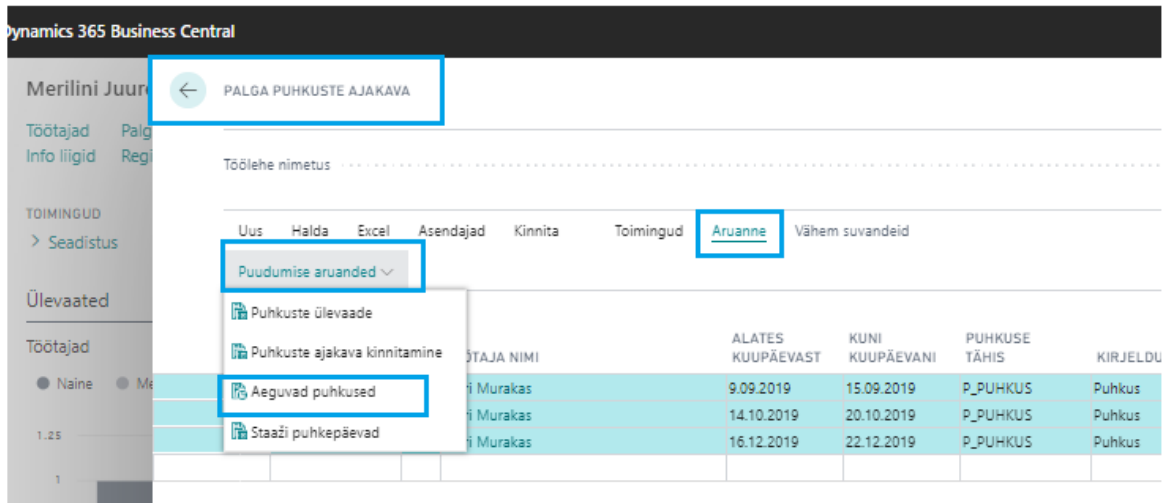 Dynamics 365 Business Central
Merilini Juur
PALGA PUHKUSTE AJAKAVA
Töötajad Palg
Info liigid Regi
Töölehe nimetus
TOIMINGUD
Seadistus
Uus Halda Excel Asendajad Kinnita Toimingud Aruanne Vähem suvandeid
Puudumise aruanded
Ülevaated
Puhkuste ülevaade
Töötajad
Puhkuste ajakava kinnitamine
ÖTAJA NIMI ALATES KUUPÄEVAST KUNI KUUPÄEVANI PUHKUSE TÄHIS KIRJELDU
Naine Me
Aeguvad puhkused
ri Murakas 9.09.2019 15.09.2019 P_PUHKUS Puhkus
ri Murakas 14.10.2019 20.10.2019 P_PUHKUS Puhkus
Staaži puhkepäevad
ri Murakas 16.12.2019 22.12.2019 P_PUHKUS Puhkus
1.25
1